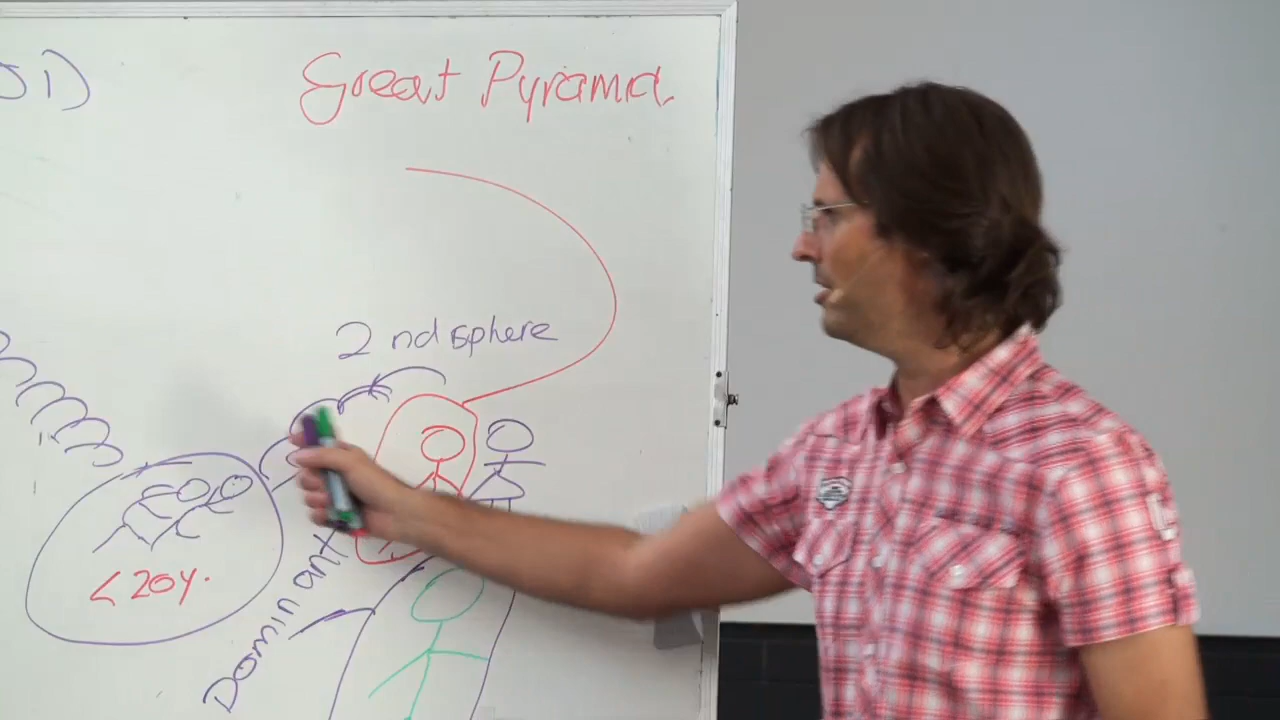 Great Pyramid.
2nd sphere
< 20y.
Dominant